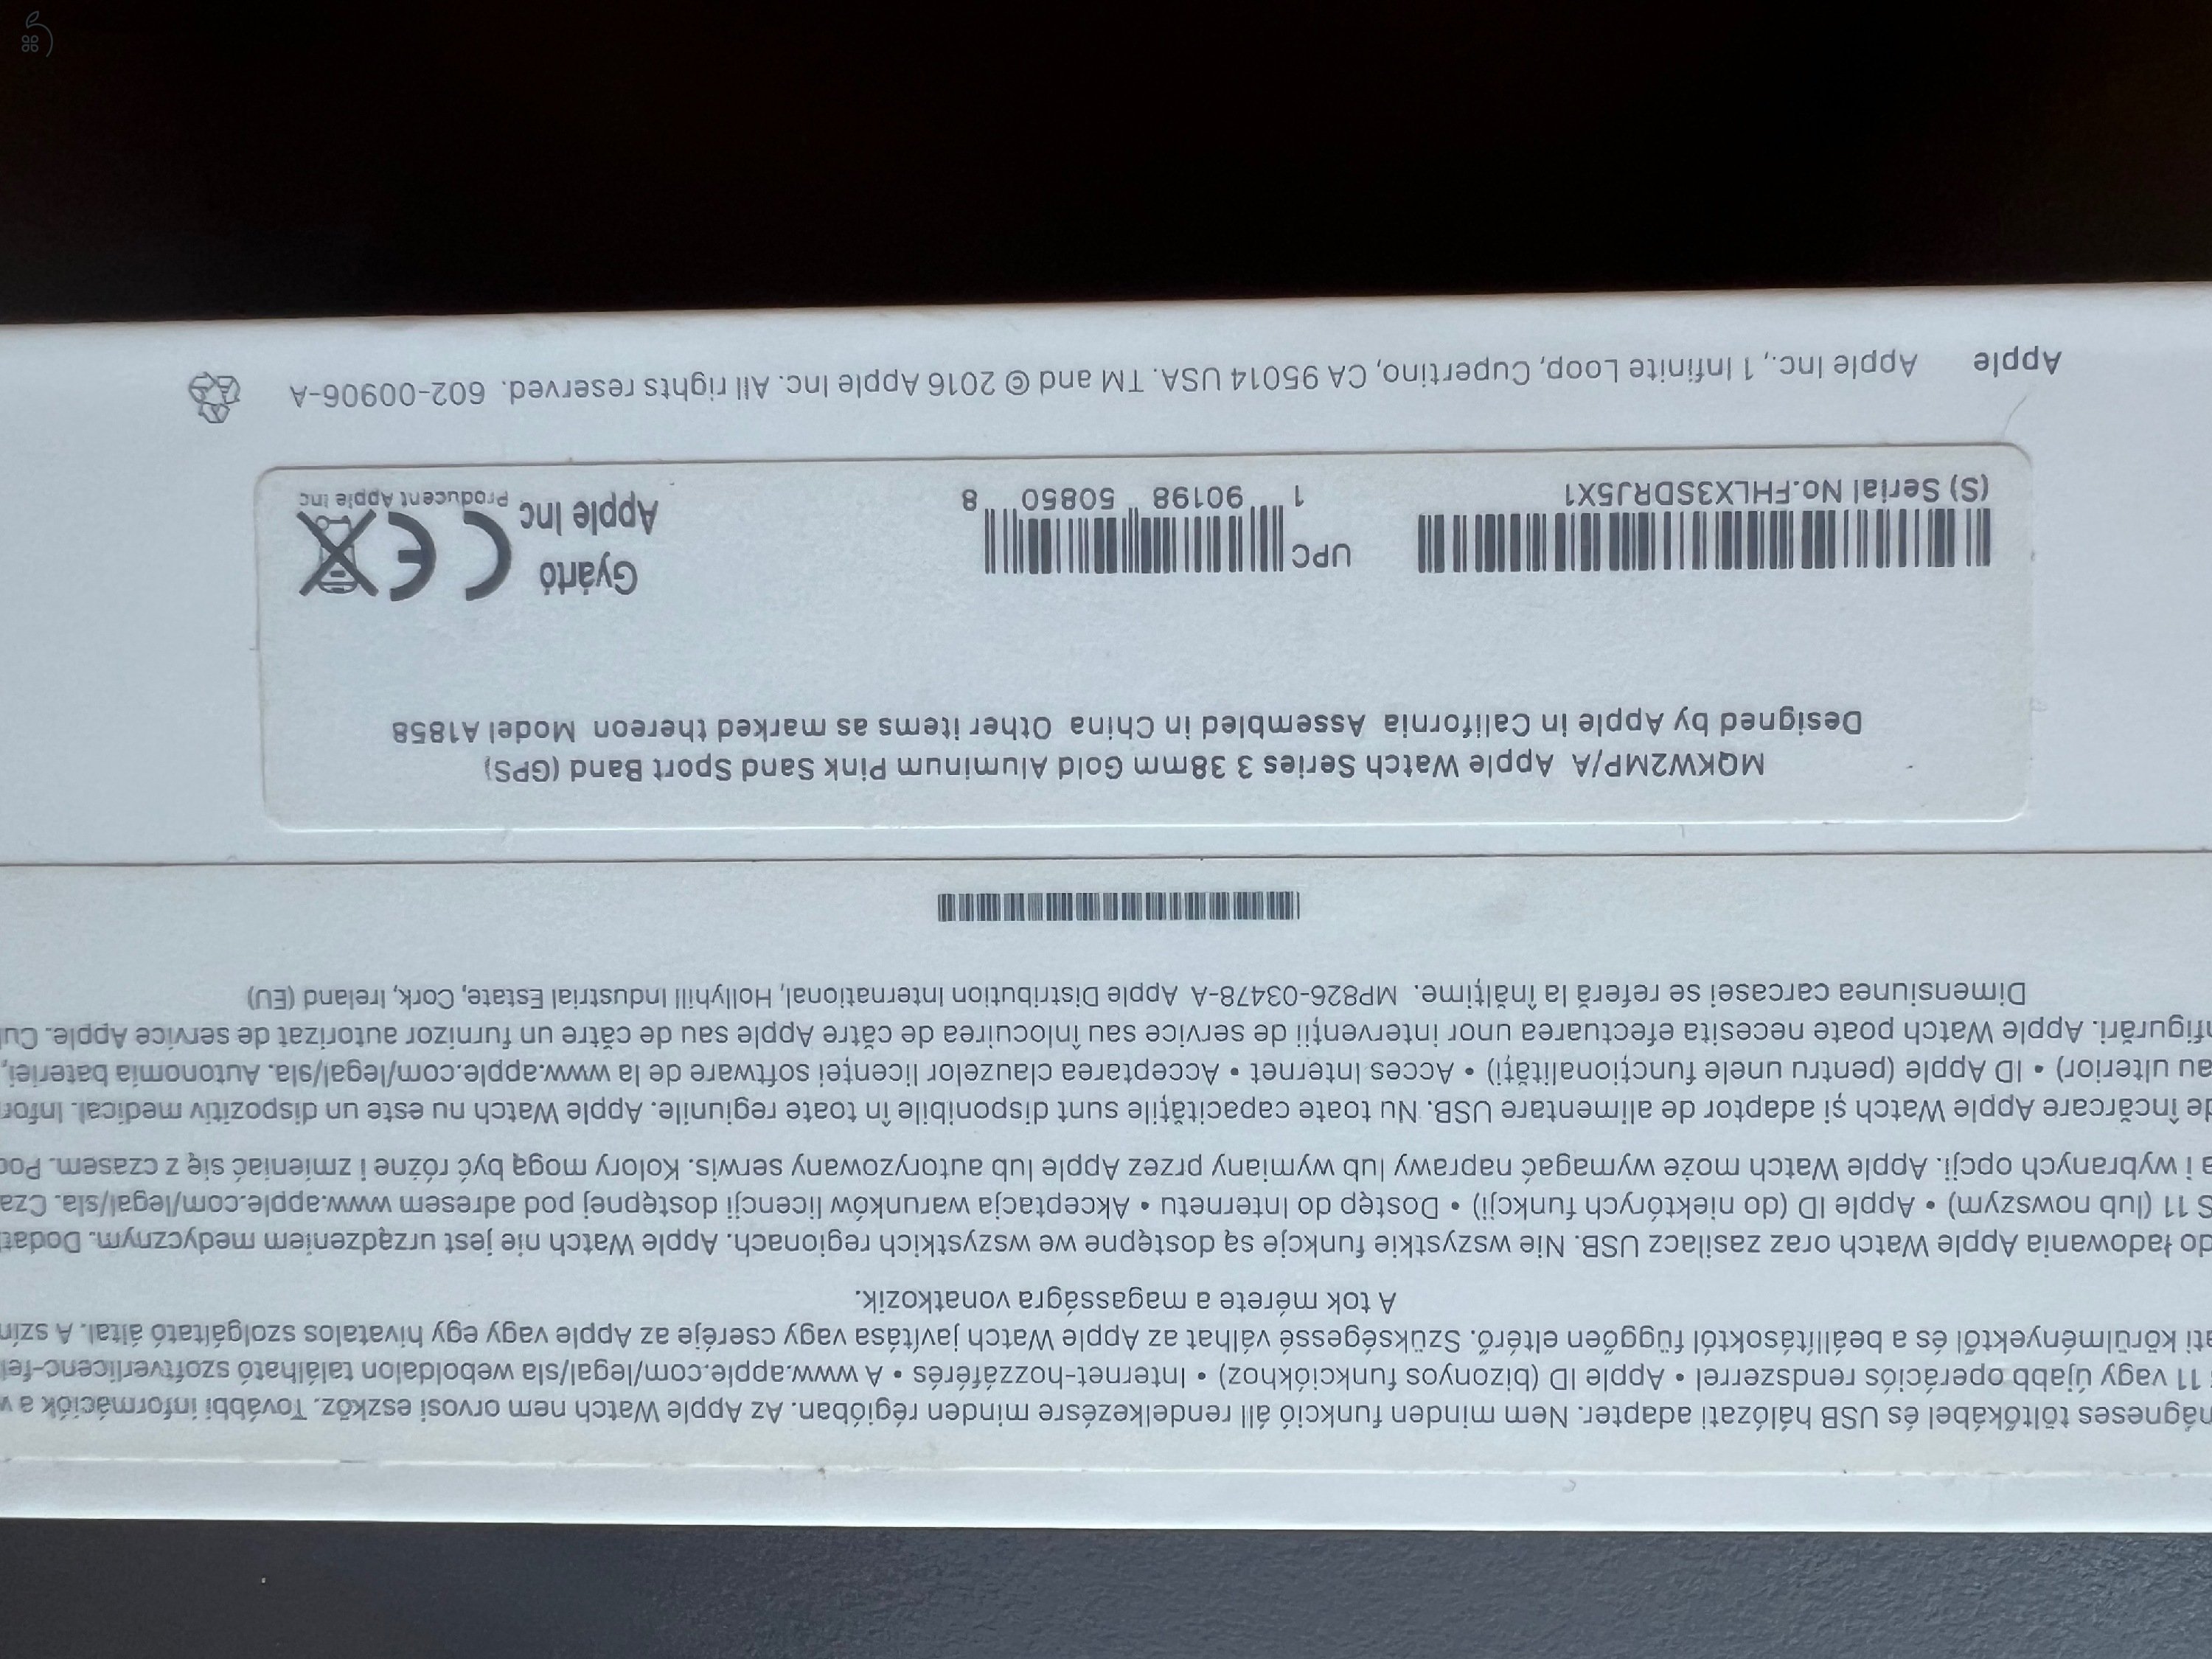 nágneses töltőkábel és USB hálózati adapter. Nem minden funkció áll rendelkezésre minden régióban. Az Apple Watch nem orvosi eszköz. További információk a w
11 vagy újabb operációs rendszerrel • Apple ID (bizonyos funkciókhoz) • Internet-hozzáférés • A www.apple.com/legal/sla weboldalon található szoftverlicenc-fel
ati körülményektől és a beállításoktól függően eltérő. Szükségessé válhat az Apple Watch javítása vagy cseréje az Apple vagy egy hivatalos szolgáltató által. A szín
A tok mérete a magasságra vonatkozik.
do ładowania Apple Watch oraz zasilacz USB. Nie wszystkie funkcje są dostępne we wszystkich regionach. Apple Watch nie jest urządzeniem medycznym. Dodat
S 11 (lub nowszym) • Apple ID (do niektórych funkcji) • Dostęp do Internetu • Akceptacja warunków licencji dostępnej pod adresem www.apple.com/legal/sla. Cza
a i wybranych opcji. Apple Watch może wymagać naprawy lub wymiany przez Apple lub autoryzowany serwis. Kolory mogą być różne i zmieniać się z czasem. Poc
de încărcare Apple Watch și adaptor de alimentare USB. Nu toate capacitățile sunt disponibile în toate regiunile. Apple Watch nu este un dispozitiv medical. Infor
au ulterior) • ID Apple (pentru unele funcționalități) • Acces Internet • Acceptarea clauzelor licenței software de la www.apple.com/legal/sla. Autonomia bateriei,
nfigurări. Apple Watch poate necesita efectuarea unor intervenții de service sau înlocuirea de către Apple sau de către un furnizor autorizat de service Apple. Cul
Dimensiunea carcasei se referă la înălțime. MP826-03478-A Apple Distribution International, Hollyhill Industrial Estate, Cork, Ireland (EU)
MQKW2MP/A Apple Watch Series 3 38mm Gold Aluminum Pink Sand Sport Band (GPS)
Designed by Apple in California Assembled in China Other items as marked thereon Model A1858
Gyártó
Apple Inc
UPC
CE
Producent Apple Inc
(S) Serial No.FHLX3SDRJ5X1
1 90198 50850 8
Apple Apple Inc., 1 Infinite Loop, Cupertino, CA 95014 USA. TM and © 2016 Apple Inc. All rights reserved. 602-00906-A